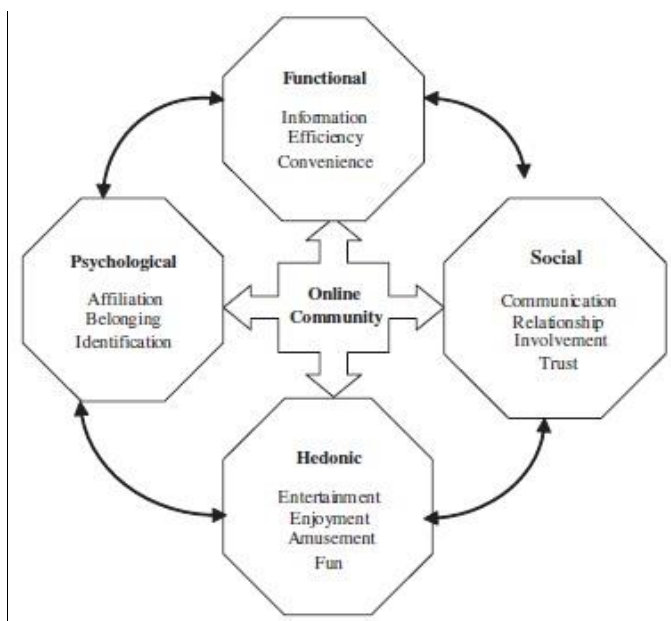 Functional
Information
Efficiency
Convenience
Psychological
Affiliation
Belonging
Identification
Online
Community
Social
Communication
Relationship
Involvement
Trust
Hedonic
Entertainment
Enjoyment
Amusement
Fun